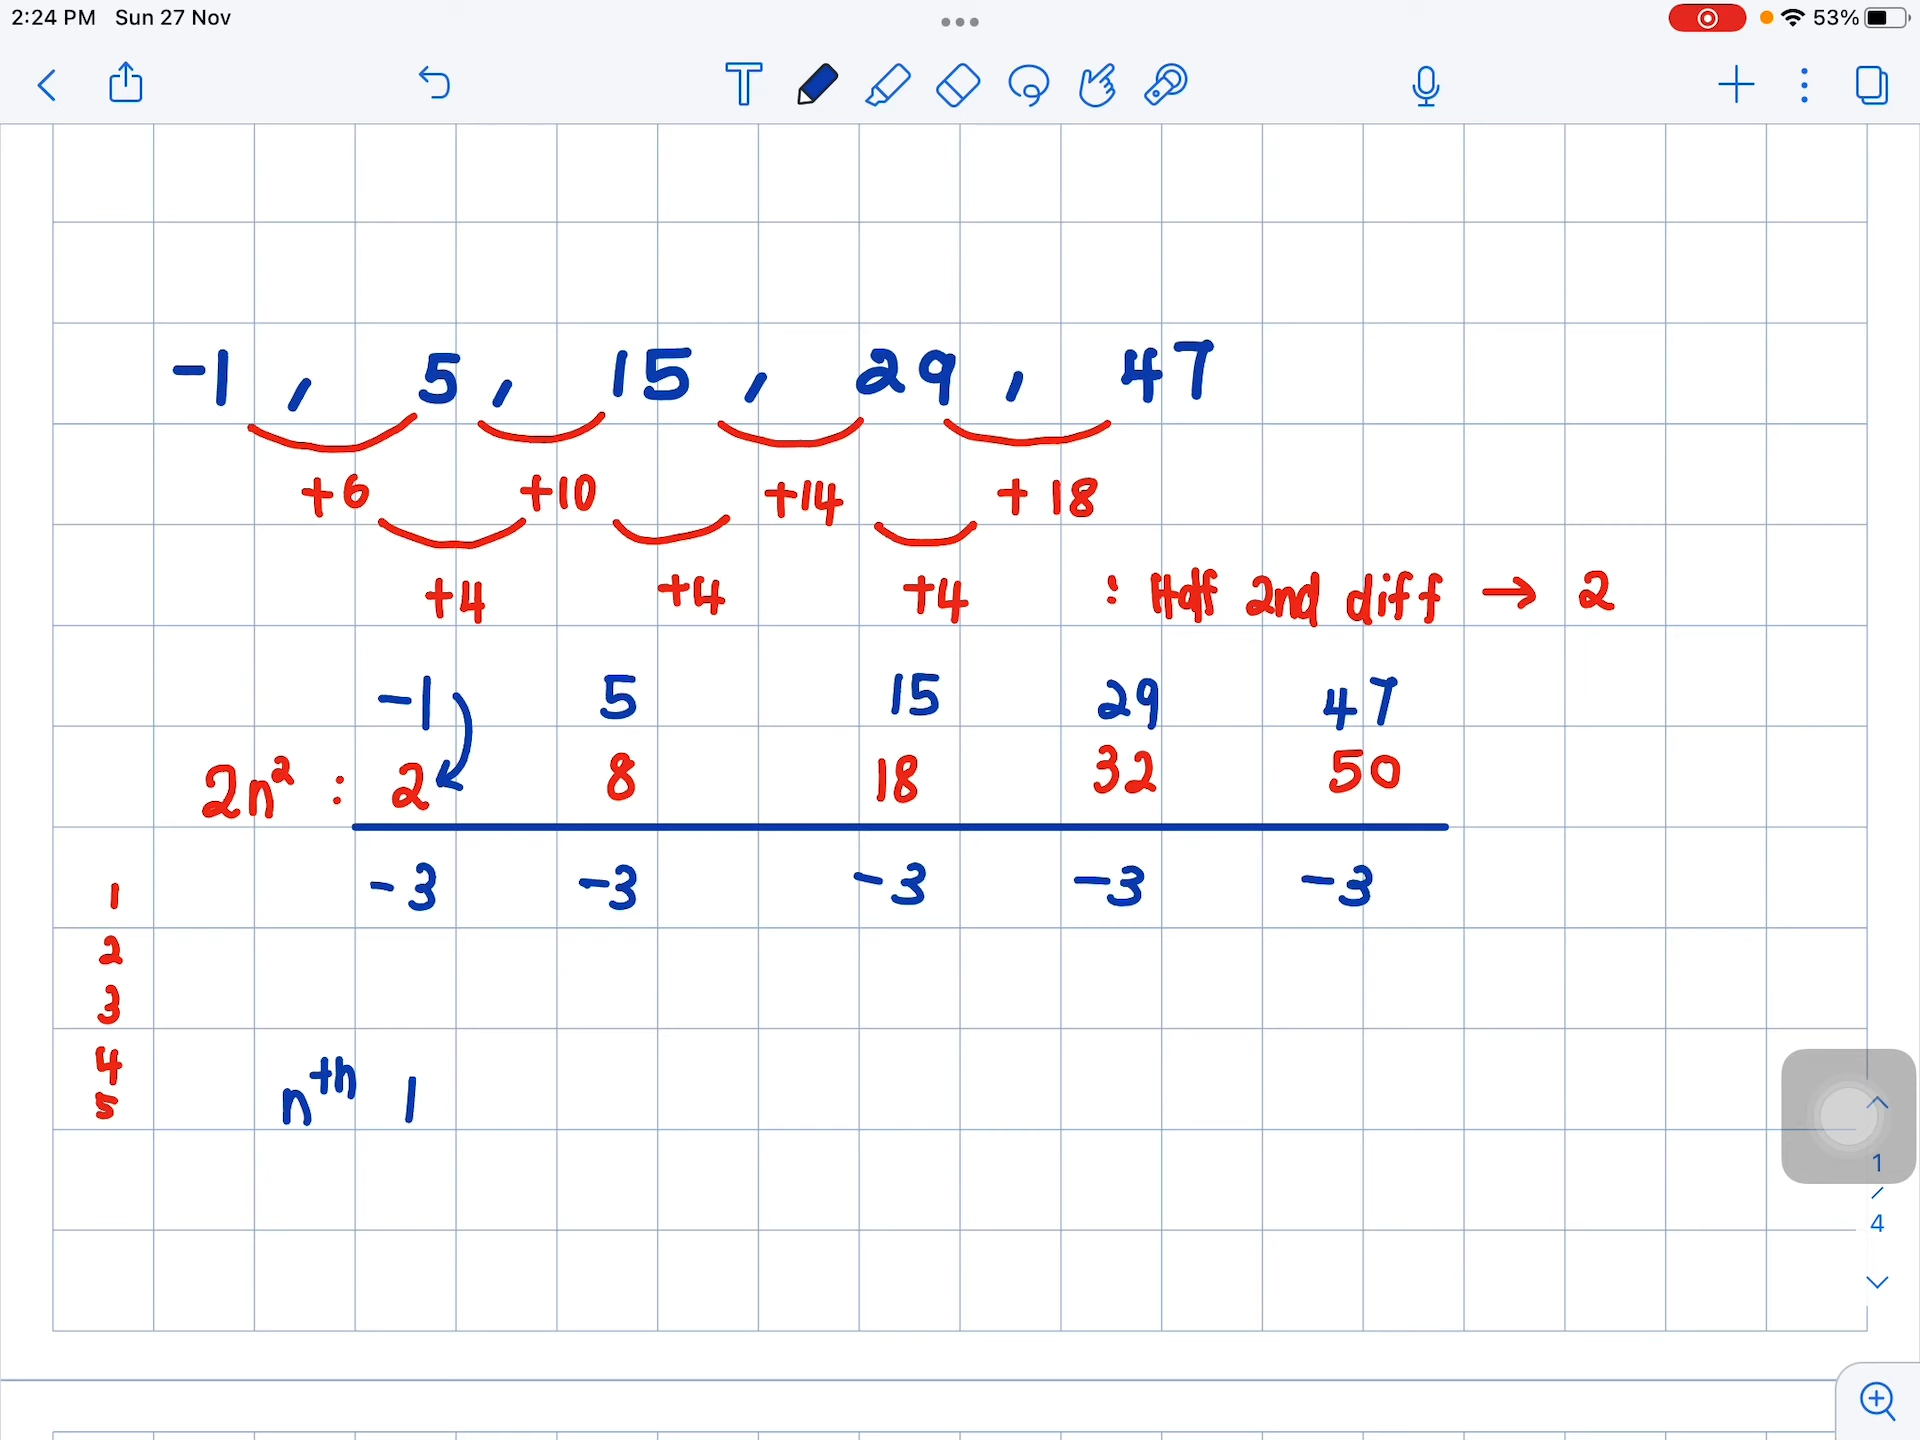 2:24 PM Sun 27 Nov
53%
T
-1 , 5 , 15 , 29 , 47
+6 +10 +14 +18
+4 +4 +4 : Half 2nd diff → 2
-1 5 15 29 47
2n² : 2 8 18 32 50
-3 -3 -3 -3 -3
1
2
3
4
5
nᵗʰ 1
1
/
4